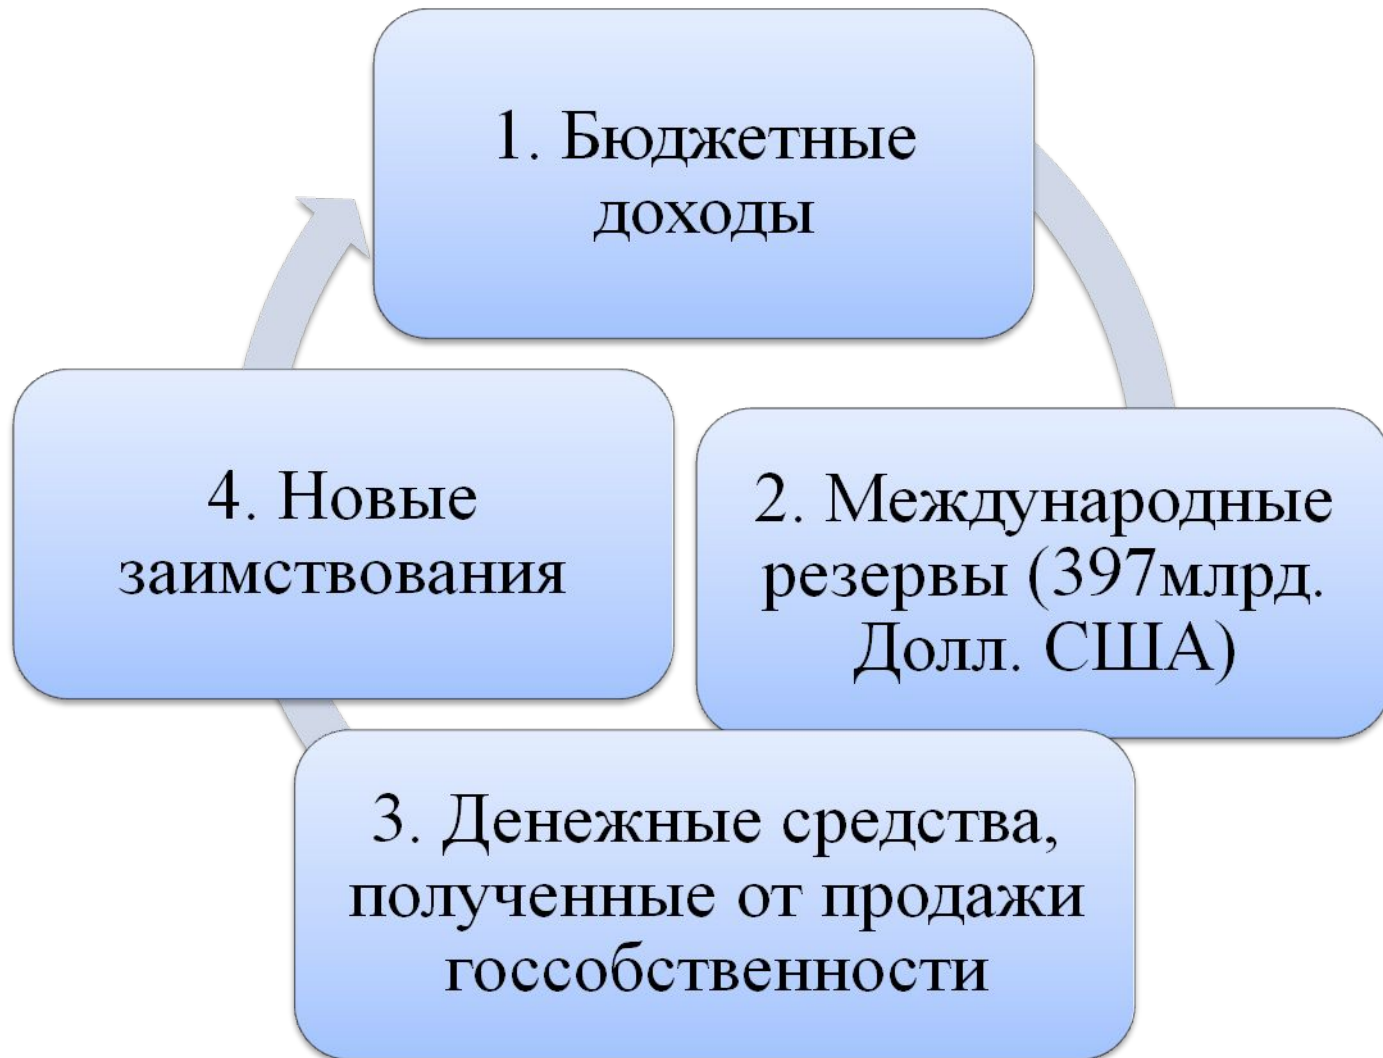 1. Бюджетные
доходы
2. Международные
резервы (397млрд.
Долл. США)
3. Денежные средства,
полученные от продажи
госсобственности
4. Новые
заимствования